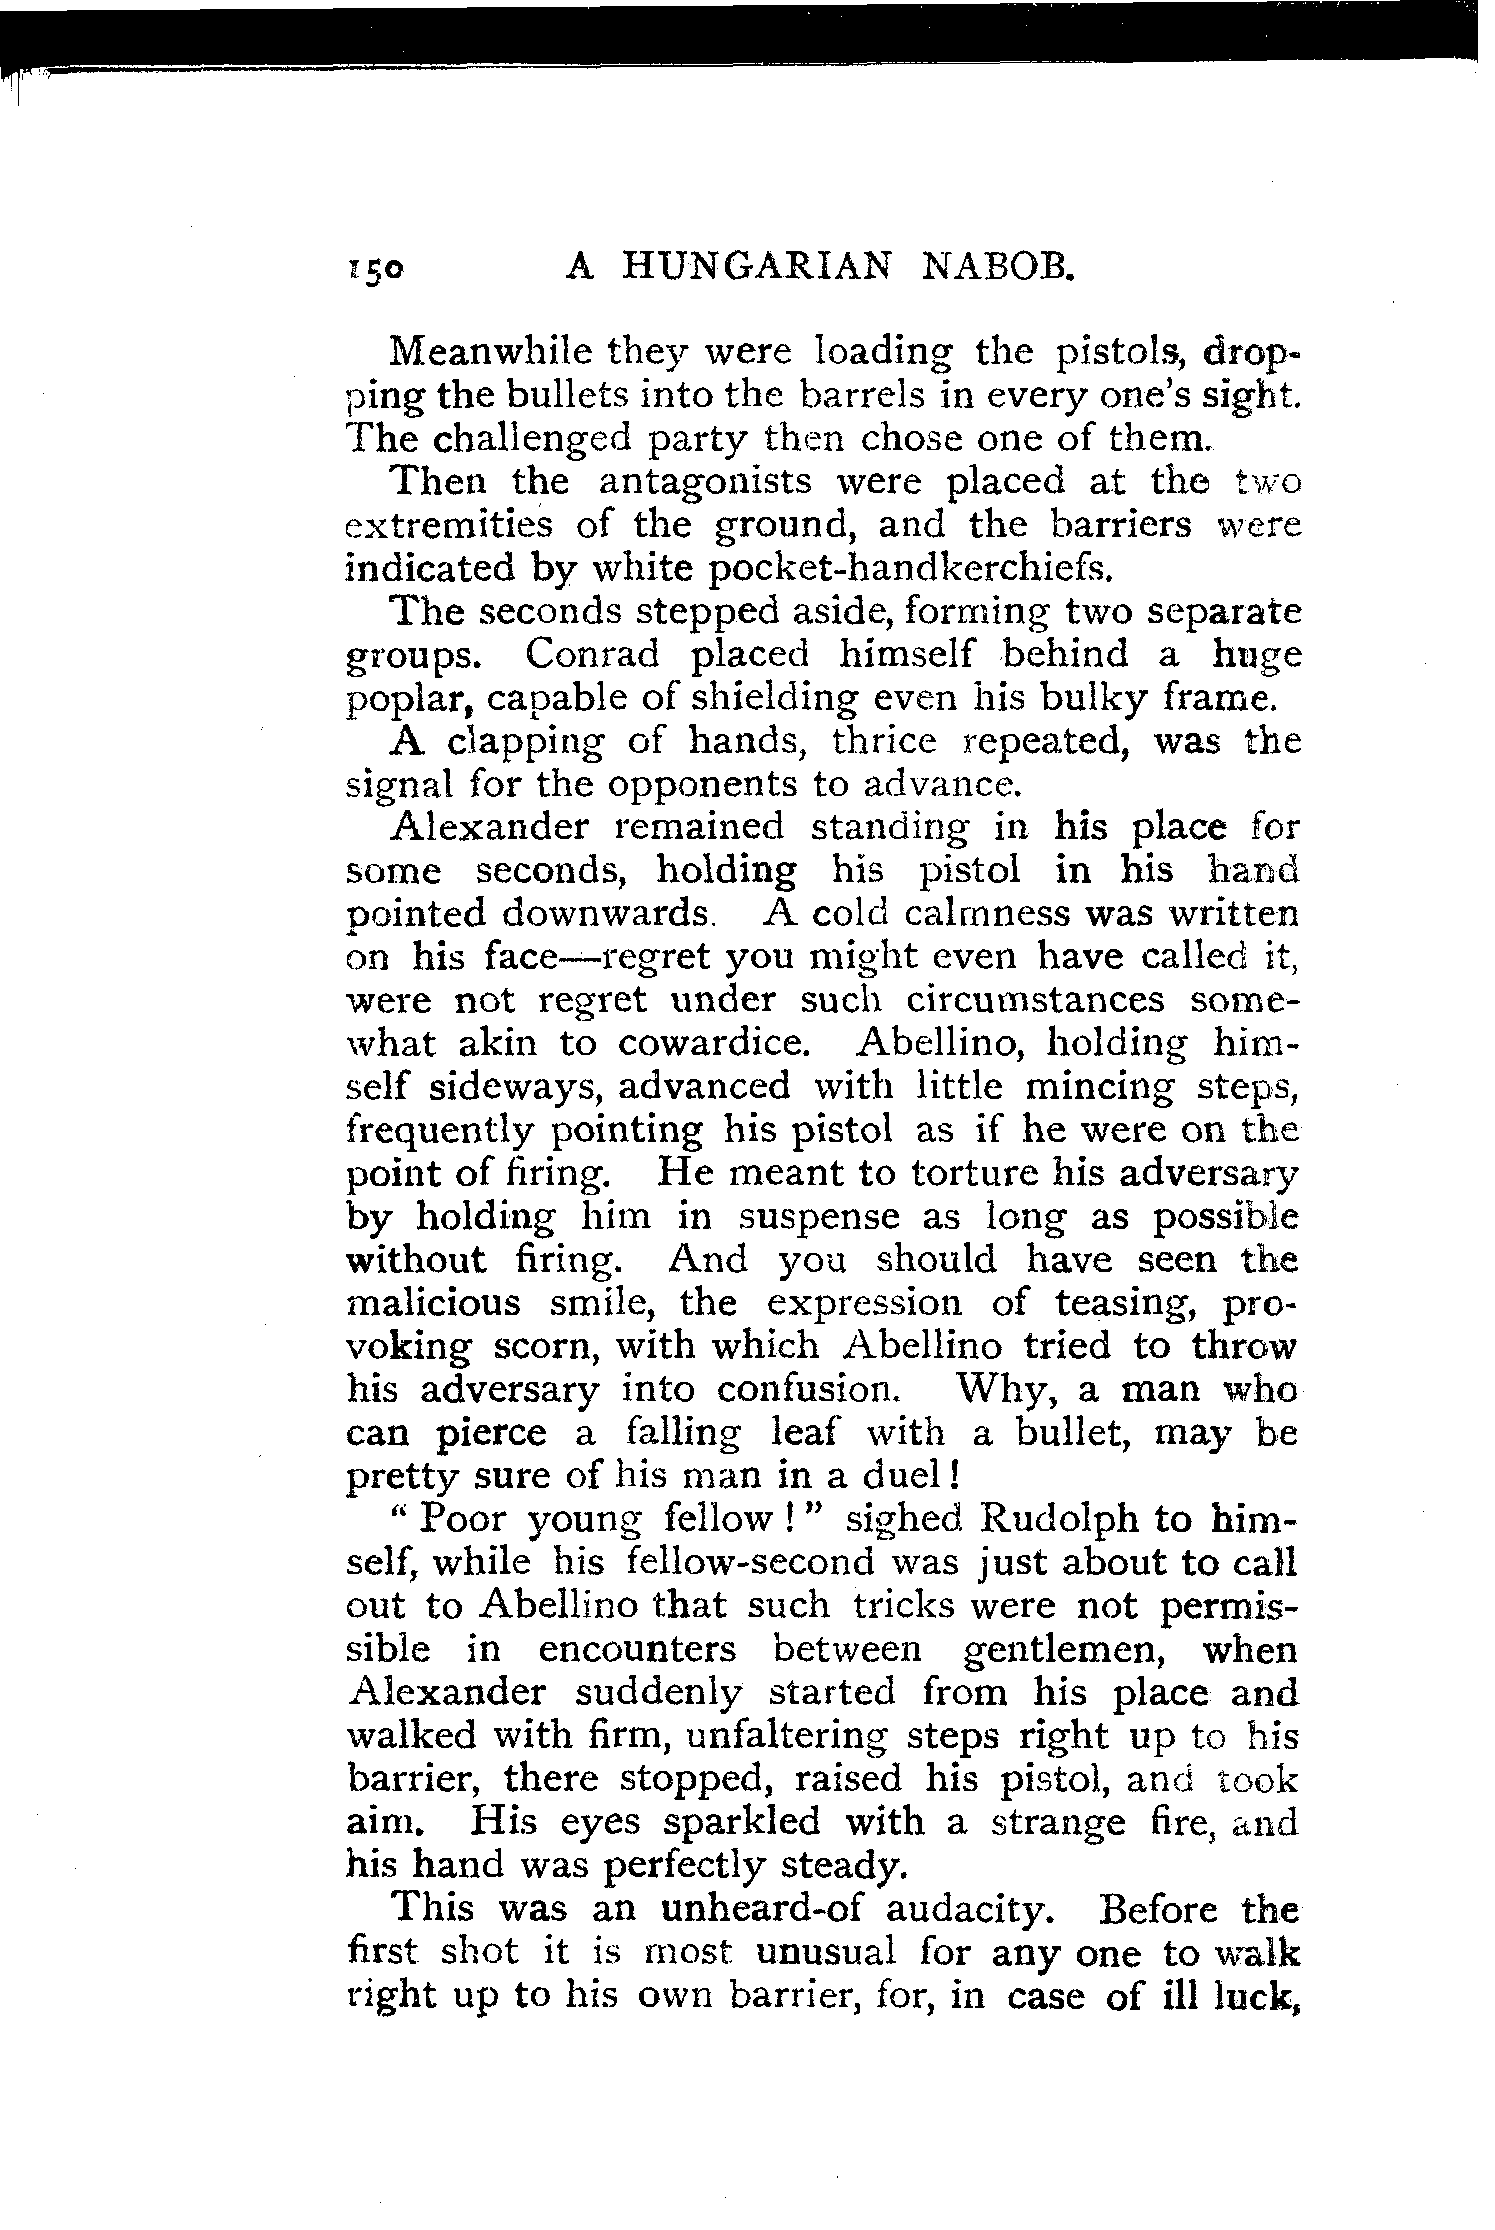 150 A HUNGARIAN NABOB.
Meanwhile they were loading the pistols, drop-
ping the bullets into the barrels in every one's sight.
The challenged party then chose one of them.
Then the antagonists were placed at the two
extremities of the ground, and the barriers were
indicated by white pocket-handkerchiefs.
The seconds stepped aside, forming two separate
groups. Conrad placed himself behind a huge
poplar, capable of shielding even his bulky frame.
A clapping of hands, thrice repeated, was the
signal for the opponents to advance.
Alexander remained standing in his place for
some seconds, holding his pistol in his hand
pointed downwards. A cold calmness was written
on his face—regret you might even have called it,
were not regret under such circumstances some-
what akin to cowardice. Abellino, holding him-
self sideways, advanced with little mincing steps,
frequently pointing his pistol as if he were on the
point of firing. He meant to torture his adversary
by holding him in suspense as long as possible
without firing. And you should have seen the
malicious smile, the expression of teasing, pro-
voking scorn, with which Abellino tried to throw
his adversary into confusion. Why, a man who
can pierce a falling leaf with a bullet, may be
pretty sure of his man in a duel!
"Poor young fellow!" sighed Rudolph to him-
self, while his fellow-second was just about to call
out to Abellino that such tricks were not permis-
sible in encounters between gentlemen, when
Alexander suddenly started from his place and
walked with firm, unfaltering steps right up to his
barrier, there stopped, raised his pistol, and took
aim. His eyes sparkled with a strange fire, and
his hand was perfectly steady.
This was an unheard-of audacity. Before the
first shot it is most unusual for any one to walk
right up to his own barrier, for, in case of ill luck,